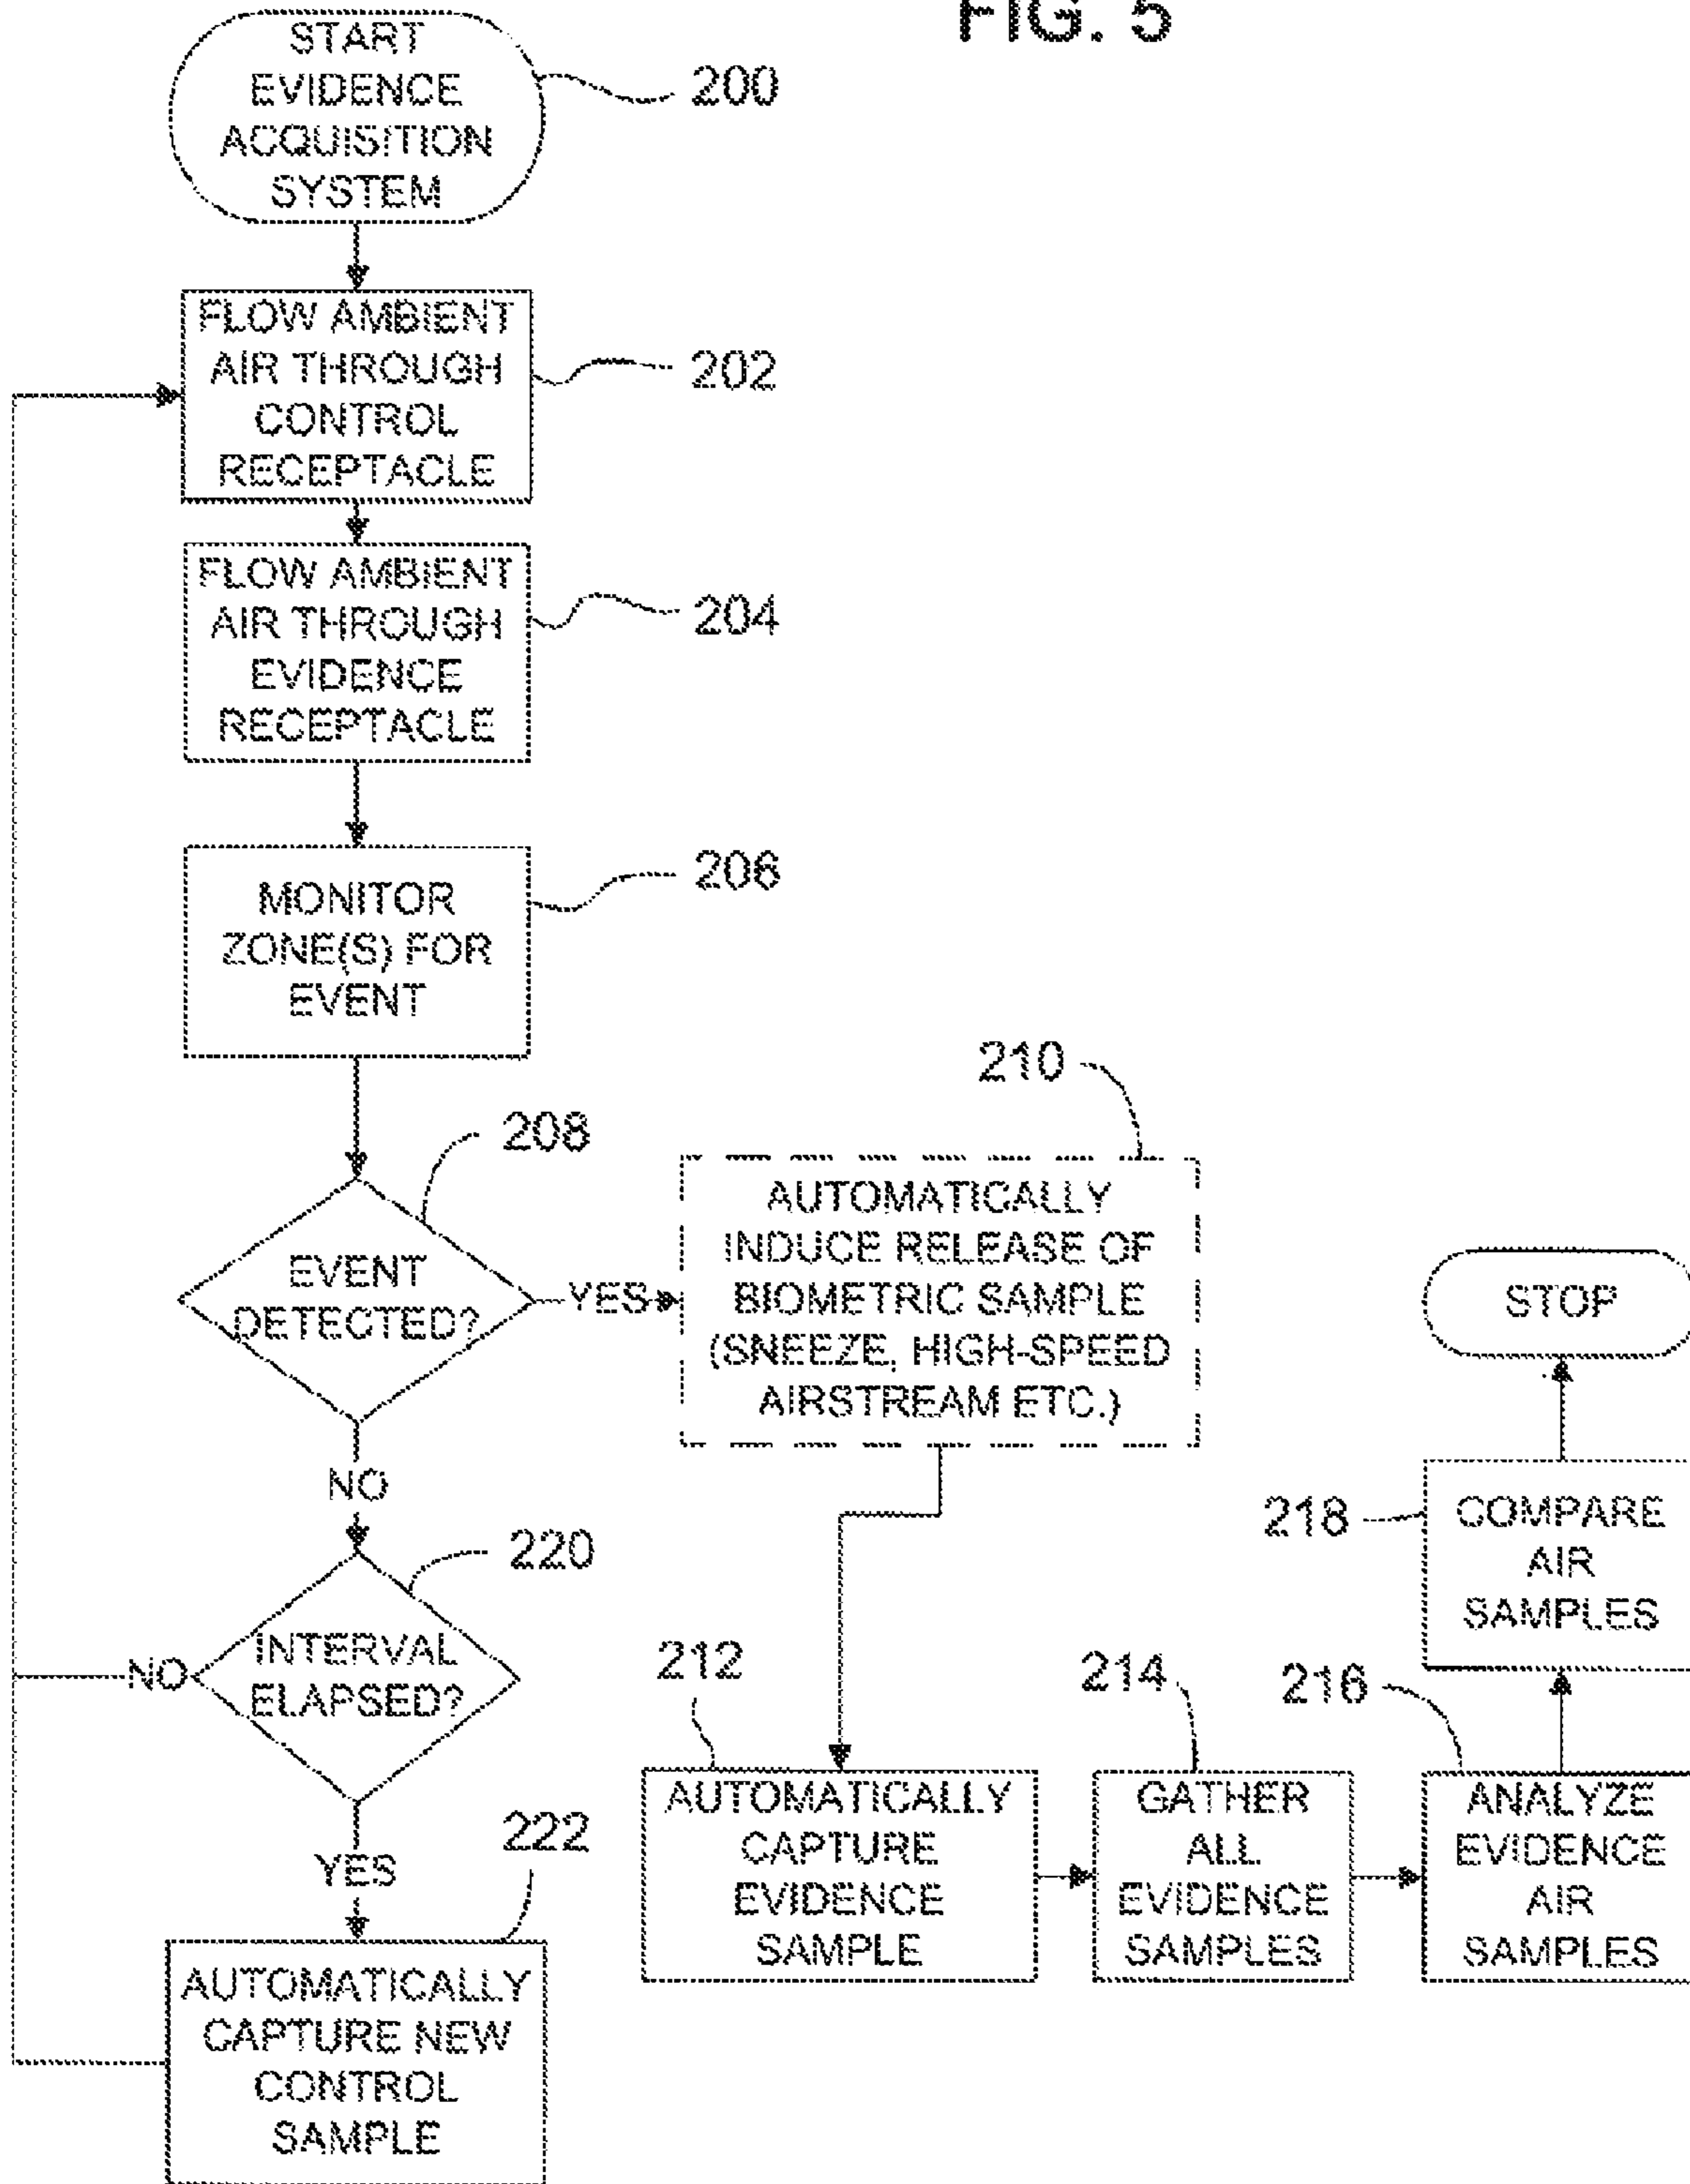 FIG. 5
START
EVIDENCE
ACQUISITION
SYSTEM
200
FLOW AMBIENT
AIR THROUGH
CONTROL
RECEPTACLE
202
FLOW AMBIENT
AIR THROUGH
EVIDENCE
RECEPTACLE
204
MONITOR
ZONE(S) FOR
EVENT
206
208
EVENT
DETECTED?
YES
NO
210
AUTOMATICALLY
INDUCE RELEASE OF
BIOMETRIC SAMPLE
(SNEEZE, HIGH-SPEED
AIRSTREAM ETC.)
220
INTERVAL
ELAPSED?
NO
YES
222
AUTOMATICALLY
CAPTURE NEW
CONTROL
SAMPLE
212
AUTOMATICALLY
CAPTURE
EVIDENCE
SAMPLE
214
GATHER
ALL
EVIDENCE
SAMPLES
216
ANALYZE
EVIDENCE
AIR
SAMPLES
218
COMPARE
AIR
SAMPLES
STOP